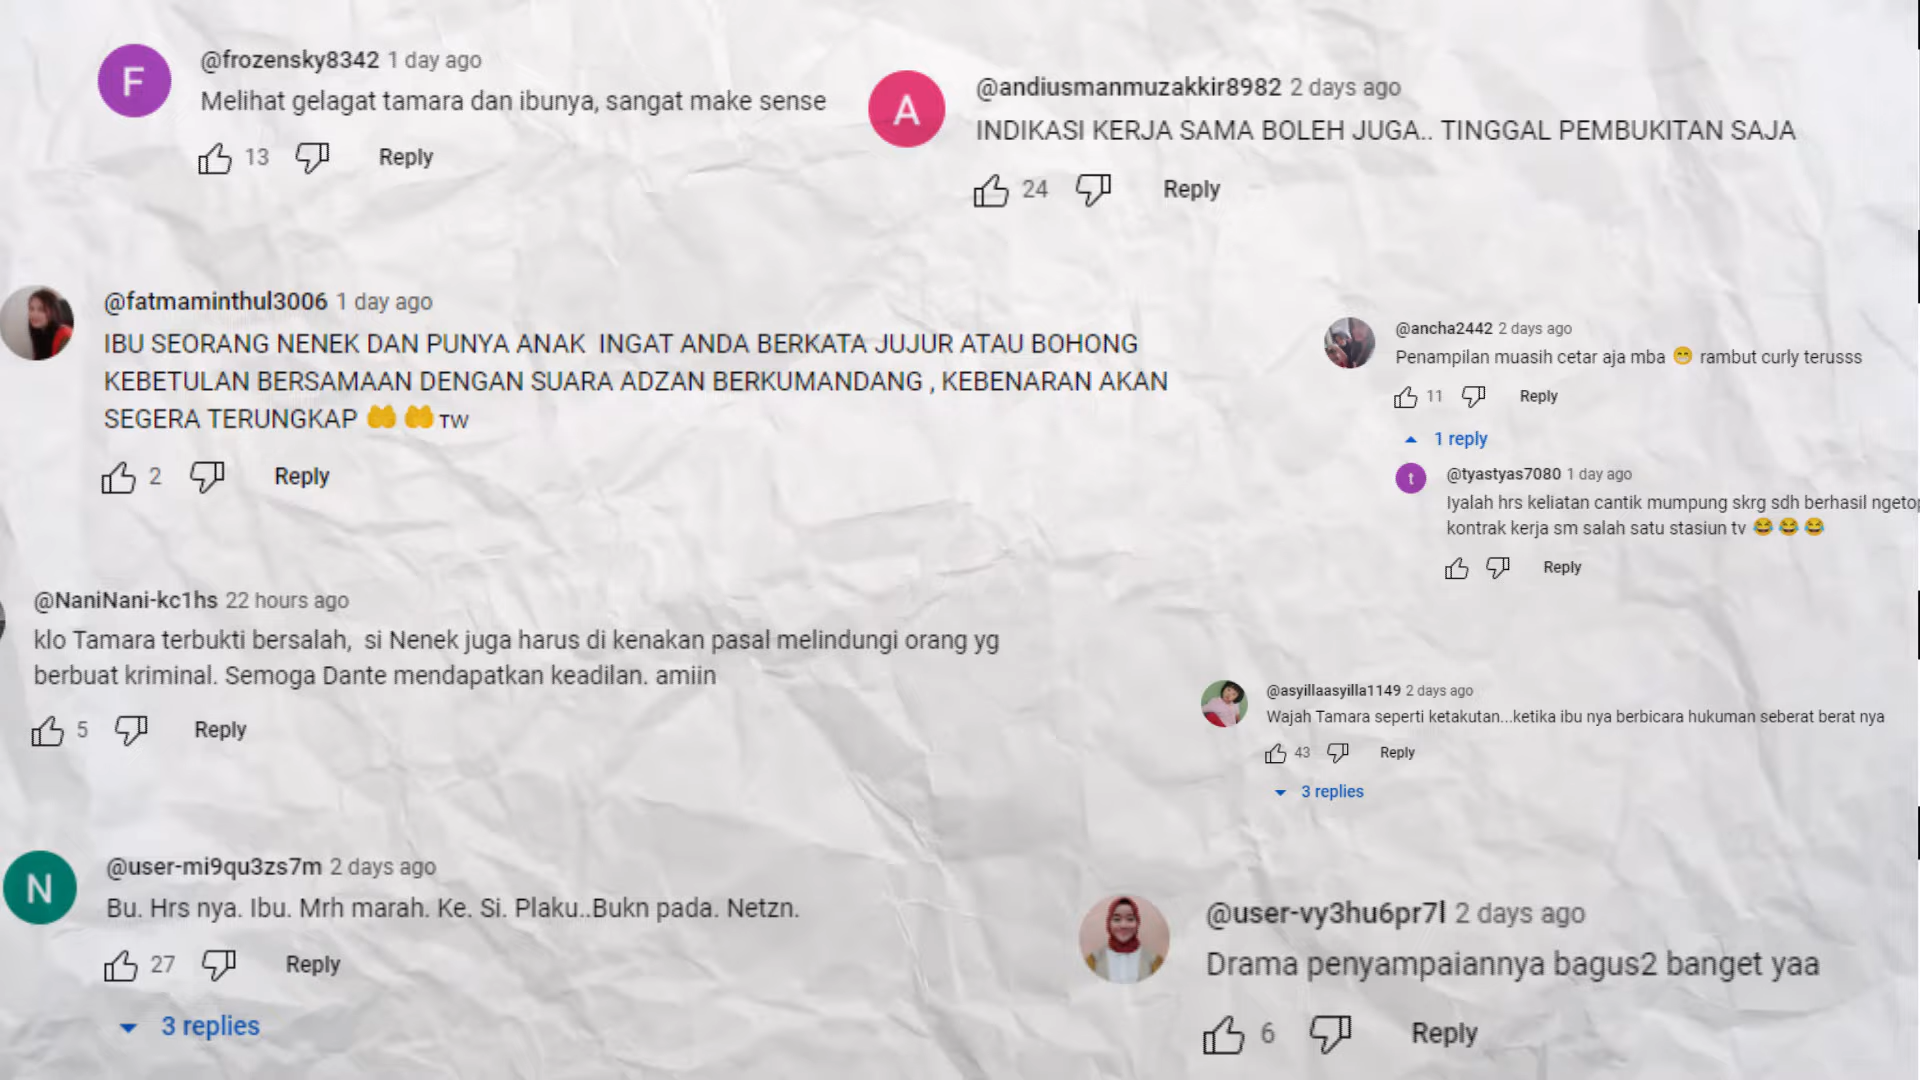 F
@frozensky8342 1 day ago
Melihat gelagat tamara dan ibunya, sangat make sense
13 Reply
A
@andiusmanmuzakkir8982 2 days ago
INDIKASI KERJA SAMA BOLEH JUGA.. TINGGAL PEMBUKITAN SAJA
24 Reply
@fatmaminthul3006 1 day ago
IBU SEORANG NENEK DAN PUNYA ANAK  INGAT ANDA BERKATA JUJUR ATAU BOHONG
KEBETULAN BERSAMAAN DENGAN SUARA ADZAN BERKUMANDANG , KEBENARAN AKAN
SEGERA TERUNGKAP 🤲 🤲 TW
2 Reply
@ancha2442 2 days ago
Penampilan muasih cetar aja mba 😁 rambut curly terusss
11 Reply
1 reply
t
@tyastyas7080 1 day ago
Iyalah hrs keliatan cantik mumpung skrg sdh berhasil ngetop
kontrak kerja sm salah satu stasiun tv 😂 😂 😂
Reply
@NaniNani-kc1hs 22 hours ago
klo Tamara terbukti bersalah,  si Nenek juga harus di kenakan pasal melindungi orang yg
berbuat kriminal. Semoga Dante mendapatkan keadilan. amiin
5 Reply
@asyillaasyilla1149 2 days ago
Wajah Tamara seperti ketakutan...ketika ibu nya berbicara hukuman seberat berat nya
43 Reply
3 replies
N
@user-mi9qu3zs7m 2 days ago
Bu. Hrs nya. Ibu. Mrh marah. Ke. Si. Plaku..Bukn pada. Netzn.
27 Reply
3 replies
@user-vy3hu6pr7l 2 days ago
Drama penyampaiannya bagus2 banget yaa
6 Reply